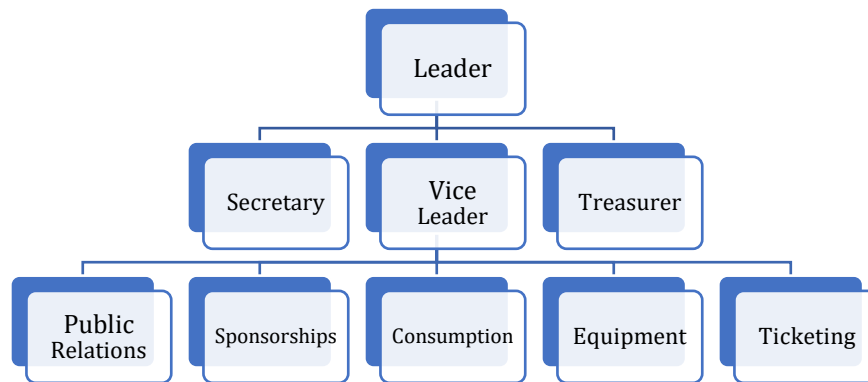 Leader
Secretary
Vice
Leader
Treasurer
Public
Relations
Sponsorships
Consumption
Equipment
Ticketing